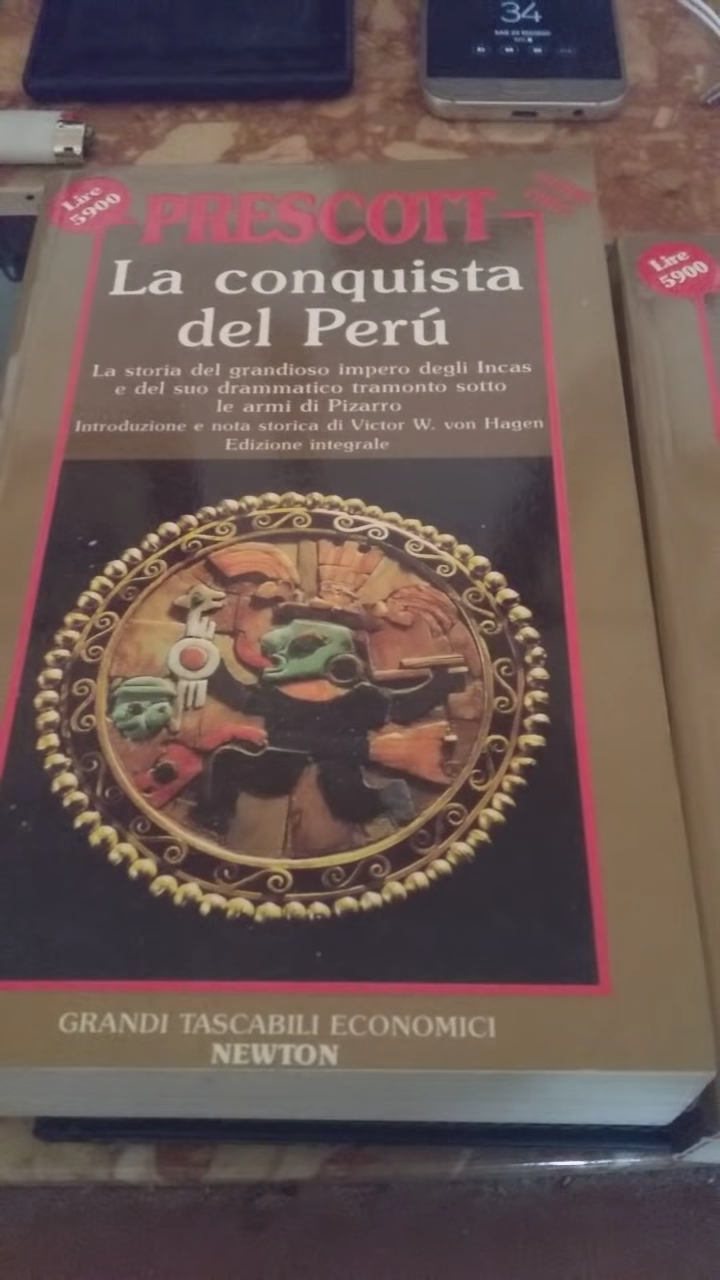 34
Lire
5900
PRESCOTT
La conquista
del Perú
La storia del grandioso impero degli Incas
e del suo drammatico tramonto sotto
le armi di Pizarro
Introduzione e nota storica di Victor W. von Hagen
Edizione integrale
GRANDI TASCABILI ECONOMICI
NEWTON
Lire
5900